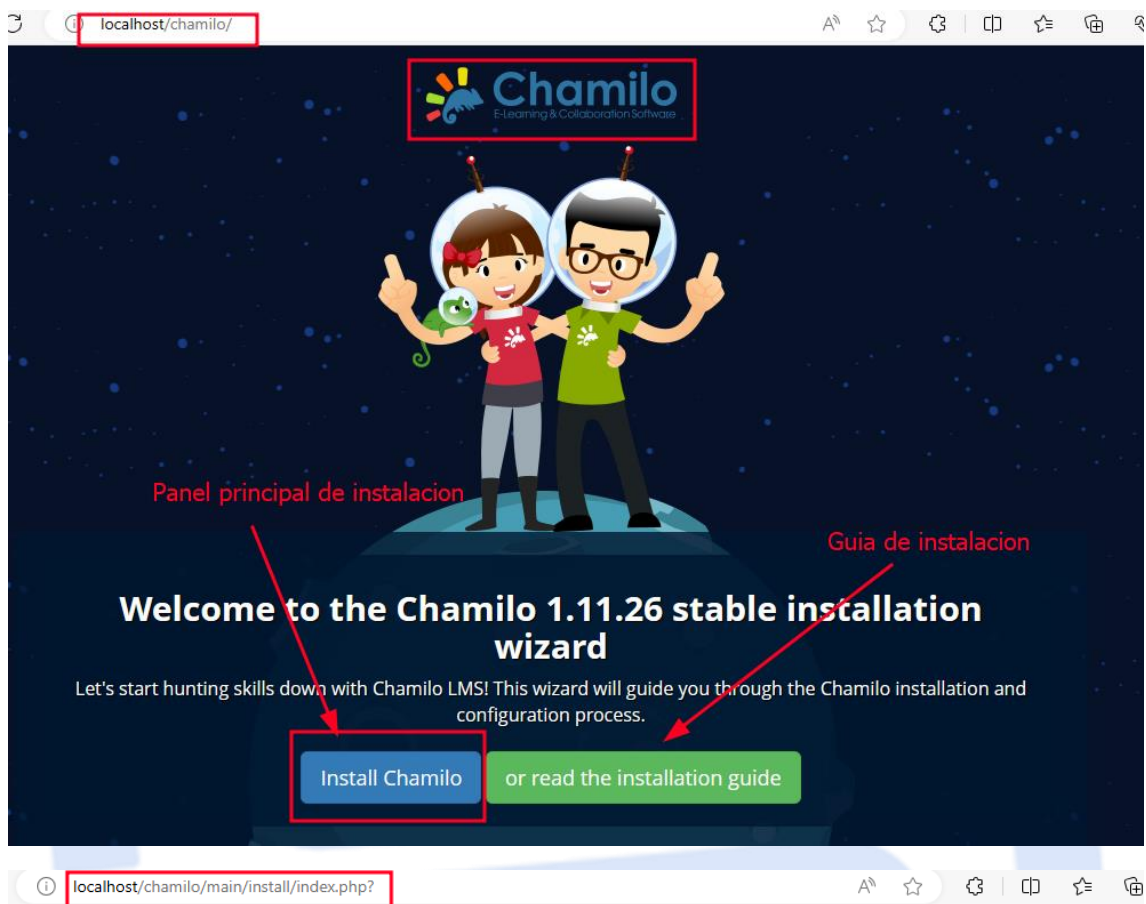 localhost/chamilo/
Chamilo
E-Learning & Collaboration Software
Panel principal de instalacion
Guia de instalacion
Welcome to the Chamilo 1.11.26 stable installation
wizard
Let's start hunting skills down with Chamilo LMS! This wizard will guide you through the Chamilo installation and
configuration process.
Install Chamilo
or read the installation guide
localhost/chamilo/main/install/index.php?